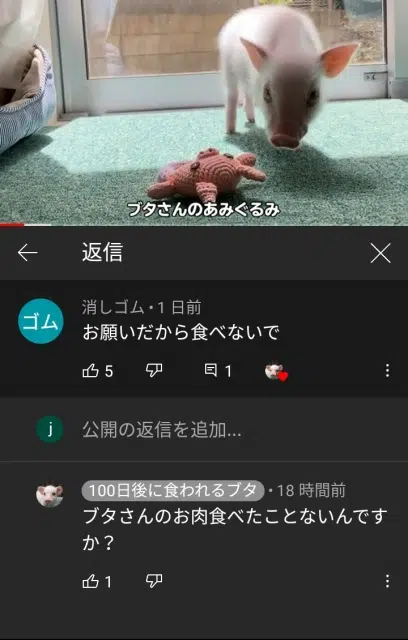 ブタさんのあみぐるみ
返信
ゴム
消しゴム・1 日前
お願いだから食べないで
5
1
j
公開の返信を追加...
100日後に食われるブタ・18 時間前
ブタさんのお肉食べたことないんです
か？
1